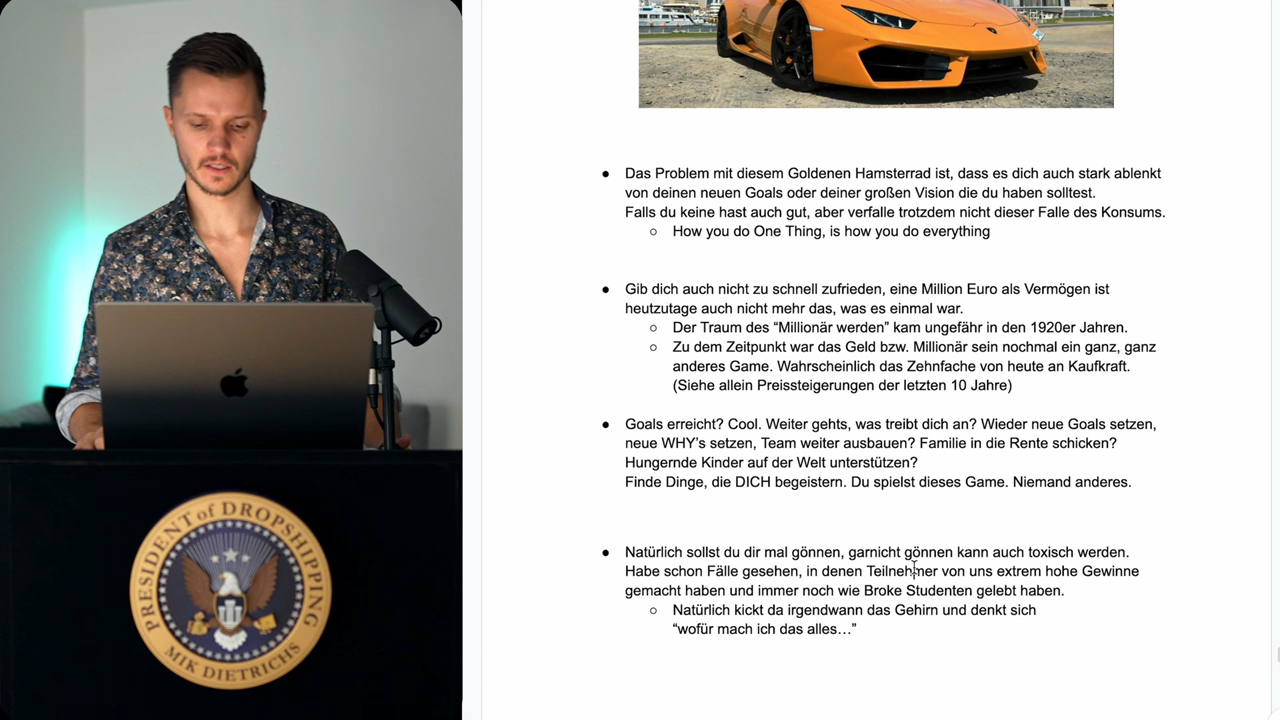 Das Problem mit diesem Goldenen Hamsterrad ist, dass es dich auch stark ablenkt
von deinen neuen Goals oder deiner großen Vision die du haben solltest.
Falls du keine hast auch gut, aber verfalle trotzdem nicht dieser Falle des Konsums.
How you do One Thing, is how you do everything
Gib dich auch nicht zu schnell zufrieden, eine Million Euro als Vermögen ist
heutzutage auch nicht mehr das, was es einmal war.
Der Traum des “Millionär werden” kam ungefähr in den 1920er Jahren.
Zu dem Zeitpunkt war das Geld bzw. Millionär sein nochmal ein ganz, ganz
anderes Game. Wahrscheinlich das Zehnfache von heute an Kaufkraft.
(Siehe allein Preissteigerungen der letzten 10 Jahre)
Goals erreicht? Cool. Weiter gehts, was treibt dich an? Wieder neue Goals setzen,
neue WHY’s setzen, Team weiter ausbauen? Familie in die Rente schicken?
Hungernde Kinder auf der Welt unterstützen?
Finde Dinge, die DICH begeistern. Du spielst dieses Game. Niemand anderes.
Natürlich sollst du dir mal gönnen, garnicht gönnen kann auch toxisch werden.
Habe schon Fälle gesehen, in denen Teilnehmer von uns extrem hohe Gewinne
gemacht haben und immer noch wie Broke Studenten gelebt haben.
Natürlich kickt da irgendwann das Gehirn und denkt sich
“wofür mach ich das alles…”
PRESIDENT of DROPSHIPPING
MIK DIETRICHS